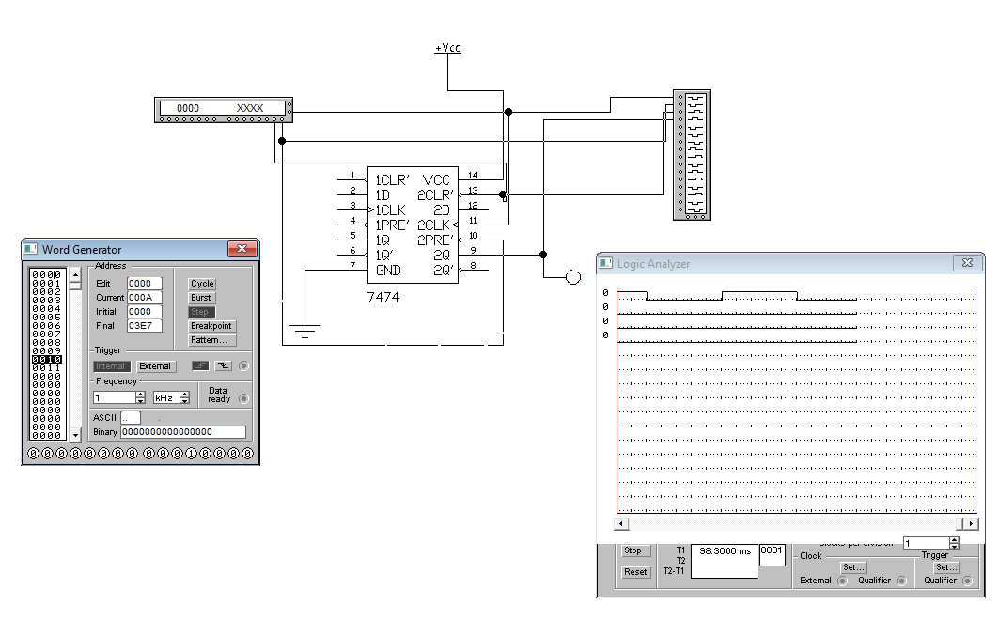 +Vcc
0000 XXXX
1 1CLR' VCC 14
2 1D 2CLR' 13
3 1CLK 2D 12
4 1PRE' 2CLK 11
5 1Q 2PRE' 10
6 1Q' 2Q 9
7 GND 2Q' 8
7474
Word Generator
0000
0001
0002
0003
0004
0005
0006
0007
0008
0009
0010
0011
0000
0000
0000
0000
0000
0000
0000
0000
Address
Edit 0000 Cycle
Current 000A Burst
Initial 0000 Step
Final 03E7 Breakpoint
Pattern...
Trigger
Internal External
Frequency
1 kHz Data ready
ASCII ..
Binary 0000000000000000
0 0 0 0 0 0 0 0 0 0 0 1 0 0 0 0
Logic Analyzer
0
0
0
0
Clocks per division 1
Stop T1 98.3000 ms 0001 Clock Trigger
T2 Set... Set...
Reset T2-T1 External Qualifier Qualifier